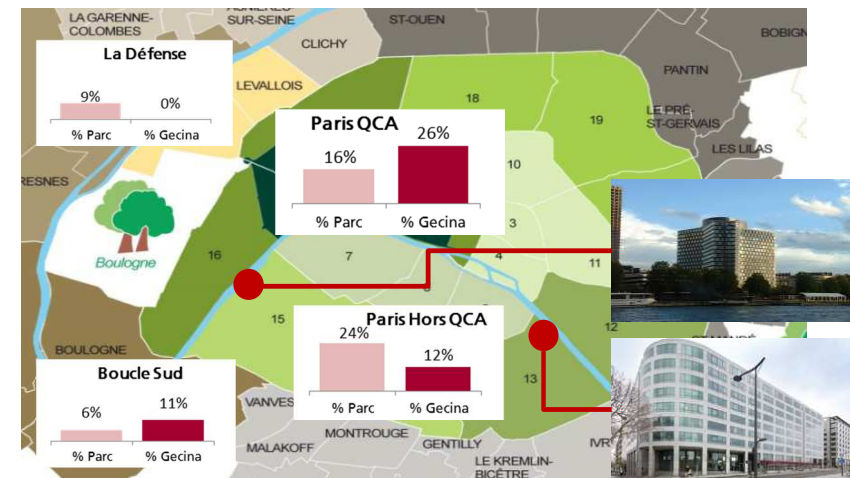 LA GARENNE-
COLOMBES
SUR-SEINE
ST-OUEN
CLICHY
BOBIGN
La Défense
9%
0%
% Parc
% Gecina
LEVALLOIS
PANTIN
18
19
LE PRÉ-
ST-GERVAIS
LES LILAS
Paris QCA
16%
26%
% Parc
% Gecina
10
3
4
11
RESNES
Boulogne
16
7
15
12
13
BOULOGNE
Paris Hors QCA
24%
12%
% Parc
% Gecina
Boucle Sud
6%
11%
% Parc
% Gecina
VANVES
MALAKOFF
MONTROUGE
GENTILLY
LE KREMLIN-
BICÊTRE
IVR